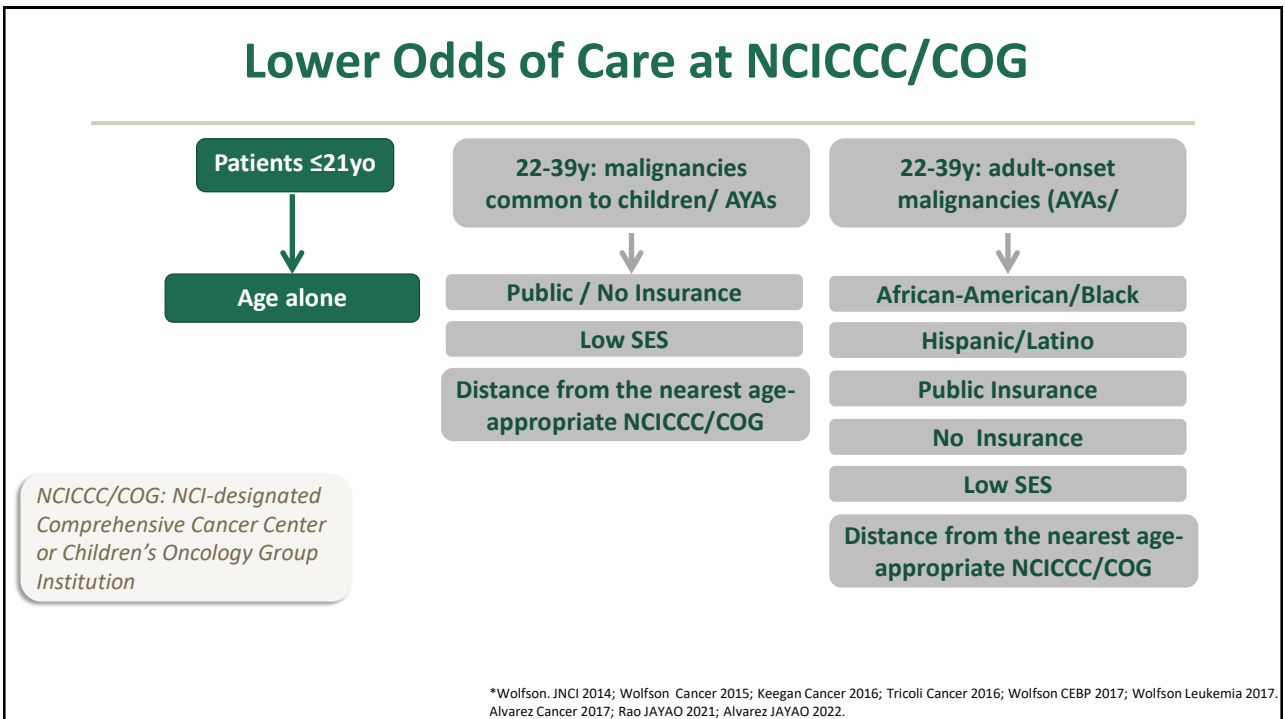 Lower Odds of Care at NCICCC/COG
Patients ≤21yo
Age alone
22-39y: malignancies
common to children/ AYAs
Public / No Insurance
Low SES
Distance from the nearest age-
appropriate NCICCC/COG
22-39y: adult-onset
malignancies (AYAs/
African-American/Black
Hispanic/Latino
Public Insurance
No  Insurance
Low SES
Distance from the nearest age-
appropriate NCICCC/COG
NCICCC/COG: NCI-designated
Comprehensive Cancer Center
or Children’s Oncology Group
Institution
*Wolfson. JNCI 2014; Wolfson  Cancer 2015; Keegan Cancer 2016; Tricoli Cancer 2016; Wolfson CEBP 2017; Wolfson Leukemia 2017.
Alvarez Cancer 2017; Rao JAYAO 2021; Alvarez JAYAO 2022.